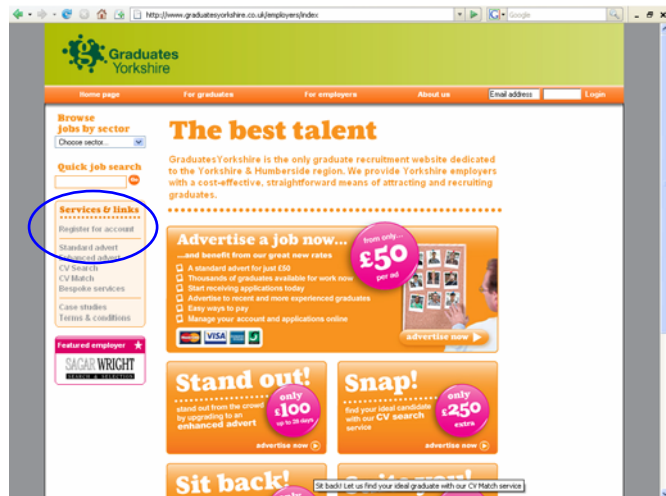 http://www.graduatesyorkshire.co.uk/employers/index
Google
Graduates
Yorkshire
Home page
For graduates
For employers
About us
Email address
Login
Browse
jobs by sector
Choose sector...
Quick job search
Services & links
Register for account
Standard advert
Enhanced advert
CV Search
CV Match
Bespoke services
Case studies
Terms & conditions
Featured employer
SAGAR WRIGHT
SEARCH & SELECTION
The best talent
GraduatesYorkshire is the only graduate recruitment website dedicated
to the Yorkshire & Humberside region. We provide Yorkshire employers
with a cost-effective, straightforward means of attracting and recruiting
graduates.
Advertise a job now...
...and benefit from our great new rates
A standard advert for just £50
Thousands of graduates available for work now
Start receiving applications today
Advertise to recent and more experienced graduates
Easy ways to pay
Manage your account and applications online
from only...
£50
per ad
VISA
advertise now
Stand out!
stand out from the crowd
by upgrading to an
enhanced advert
only
£100
up to 28 days
advertise now
Snap!
find your ideal candidate
with our CV search
service
only
£250
extra
advertise now
Sit back!
Sit back! Let us find your ideal graduate with our CV Match service